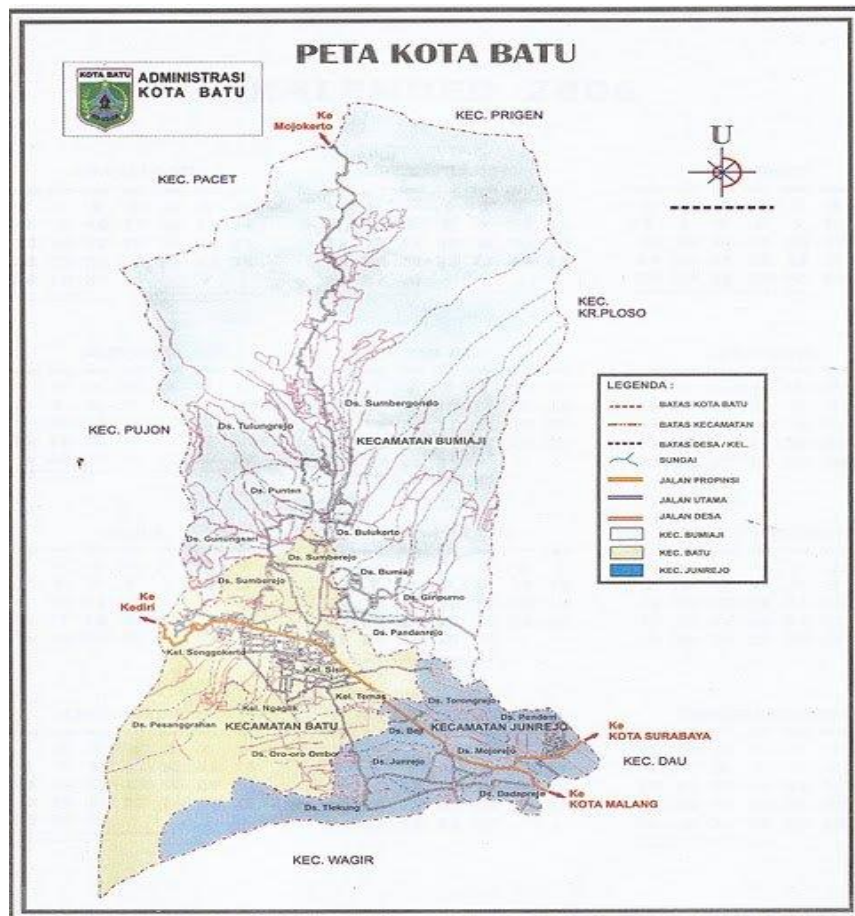 PETA KOTA BATU
KOTA BATU
ADMINISTRASI
KOTA BATU
Ke
Mojokerto
KEC. PRIGEN
U
KEC. PACET
KEC.
KR.PLOSO
LEGENDA :
BATAS KOTA BATU
BATAS KECAMATAN
BATAS DESA / KEL.
SUNGAI
JALAN PROPINSI
JALAN UTAMA
JALAN DESA
KEC. BUMIAJI
KEC. BATU
KEC. JUNREJO
Ds. Sumbergondo
KEC. PUJON
Ds. Tulungrejo
KECAMATAN BUMIAJI
Ds. Punten
Ds. Bulukerto
Ds. Gunungsari
Ds. Sumberejo
Ds. Sumberejo
Ds. Bumiaji
Ke
Kediri
Ds. Giripurno
Ds. Pandanrejo
Kel. Songgokerto
Kel. Sisir
Kel. Temas
Ds. Torongrejo
Kel. Ngaglik
Ds. Pendem
Ds. Pesanggrahan
KECAMATAN BATU
Ds. Beji
KECAMATAN JUNREJO
Ke
KOTA SURABAYA
Ds. Oro-oro Ombo
Ds. Junrejo
Ds. Mojorejo
KEC. DAU
Ds. Tlekung
Ds. Dadaprejo
Ke
KOTA MALANG
KEC. WAGIR